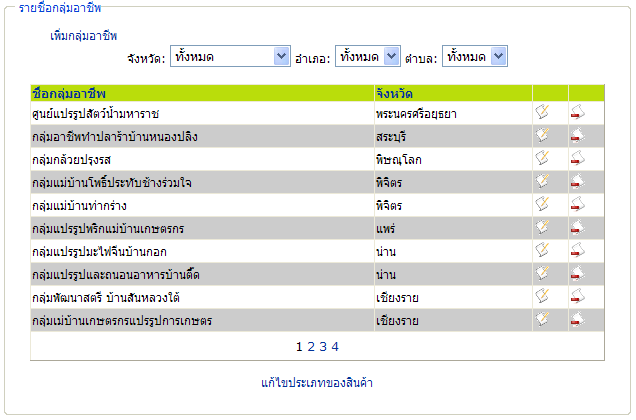 รายชื่อกลุ่มอาชีพ
เพิ่มกลุ่มอาชีพ
จังหวัด: ทั้งหมด อำเภอ: ทั้งหมด ตำบล: ทั้งหมด
ชื่อกลุ่มอาชีพ จังหวัด
ศูนย์แปรรูปสัตว์น้ำมหาราช พระนครศรีอยุธยา
กลุ่มอาชีพทำปลาร้าบ้านหนองปลิง สระบุรี
กลุ่มกล้วยปรุงรส พิษณุโลก
กลุ่มแม่บ้านโพธิ์ประทับช้างร่วมใจ พิจิตร
กลุ่มแม่บ้านท่ากร่าง พิจิตร
กลุ่มแปรรูปพริกแม่บ้านเกษตรกร แพร่
กลุ่มแปรรูปมะไฟจีนบ้านกอก น่าน
กลุ่มแปรรูปและถนอนอาหารบ้านดี๊ด น่าน
กลุ่มพัฒนาสตรี บ้านสันหลวงใต้ เชียงราย
กลุ่มเม่บ้านเกษตรกรแปรรูปการเกษตร เชียงราย
1 2 3 4
แก้ไขประเภทของสินค้า